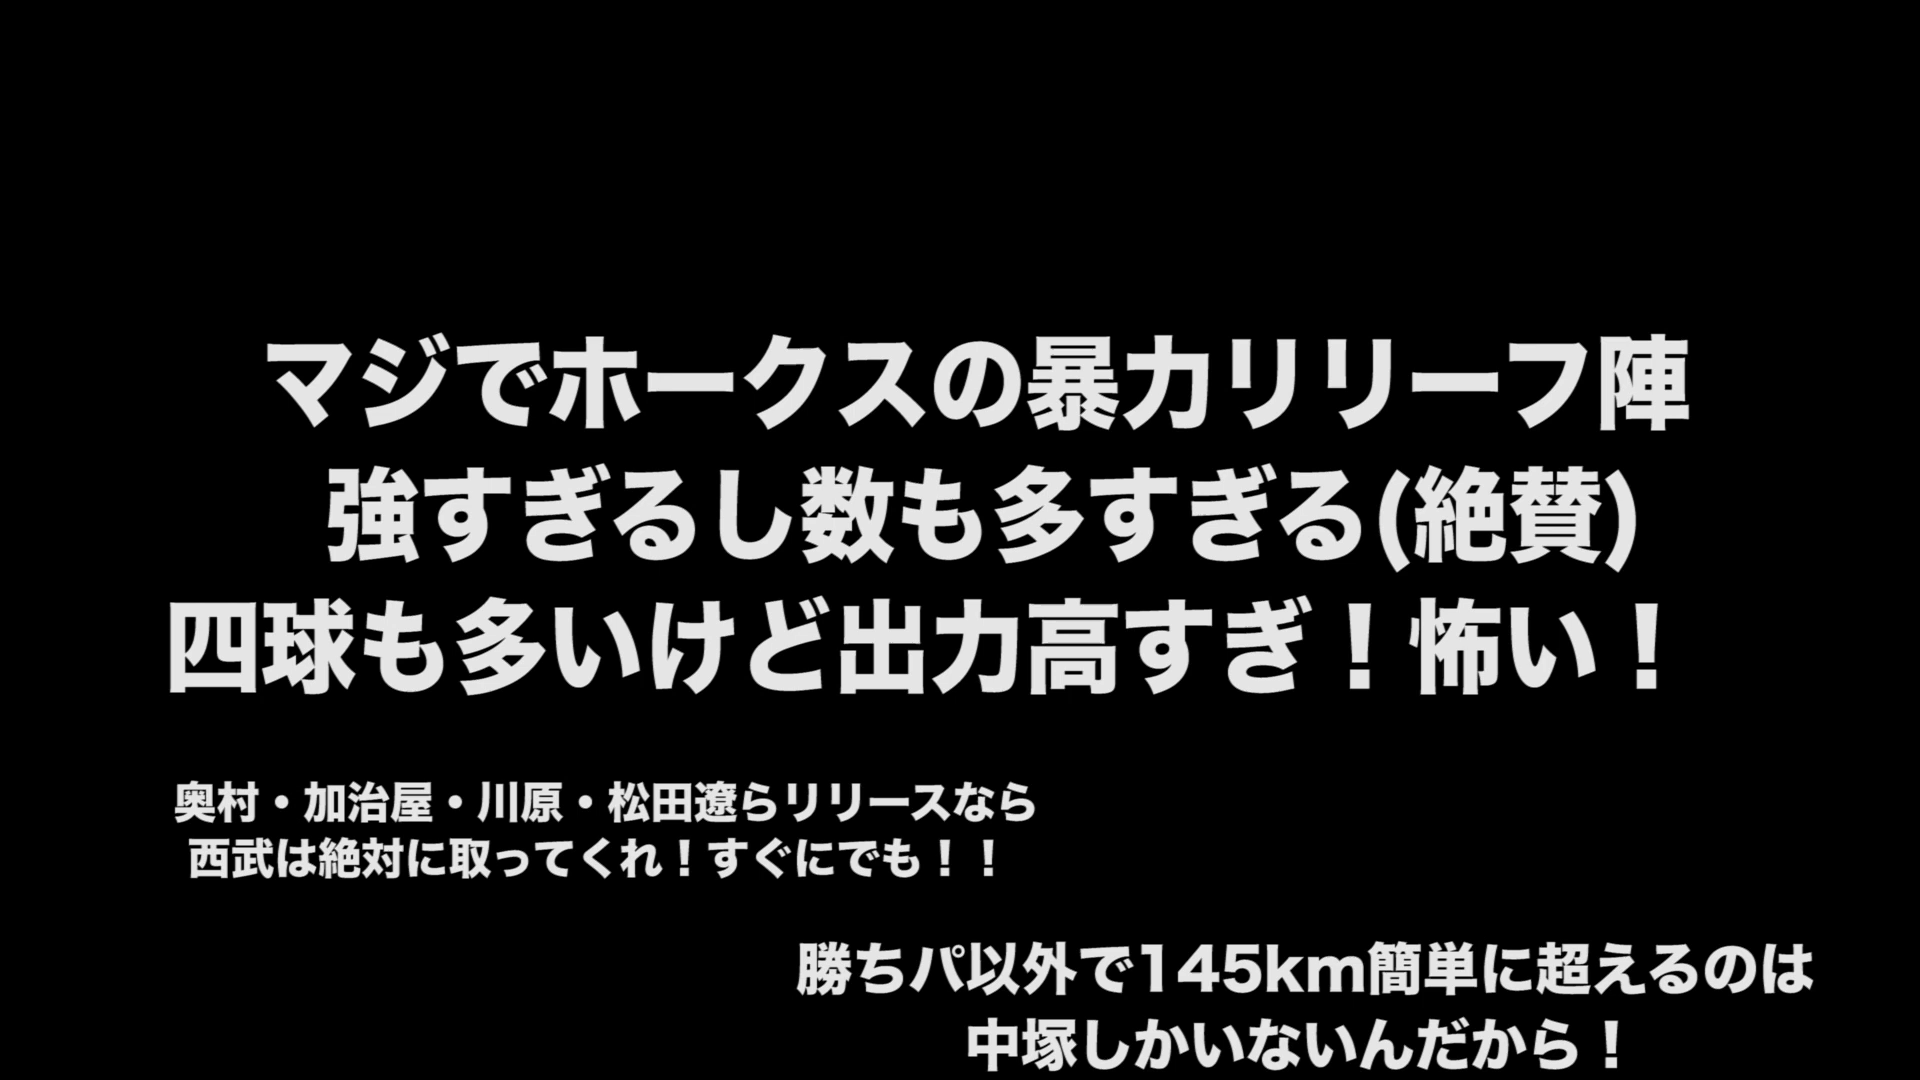 マジでホークスの暴力リリーフ陣
強すぎるし数も多すぎる(絶賛)
四球も多いけど出力高すぎ！怖い！
奥村・加治屋・川原・松田遼らリリースなら
西武は絶対に取ってくれ！すぐにでも！！
勝ちパ以外で145km簡単に超えるのは
中塚しかいないんだから！